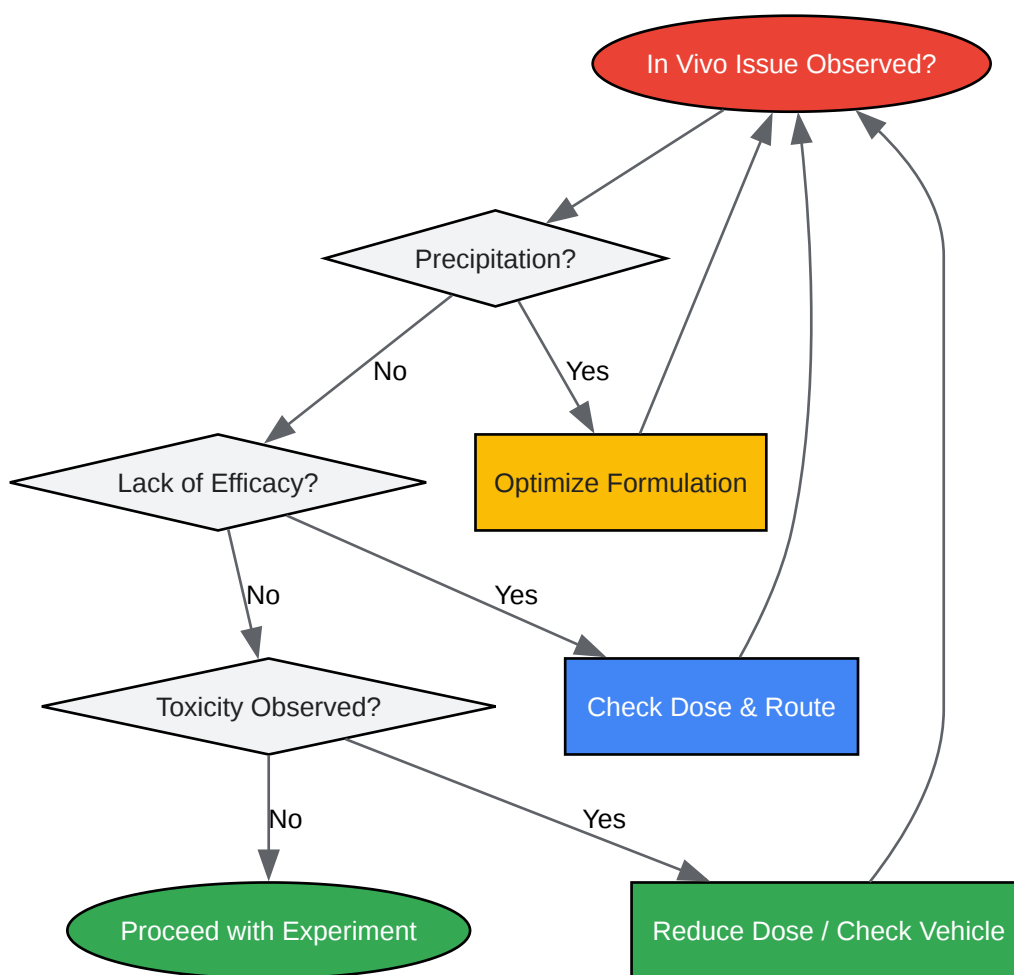 In Vivo Issue Observed?
Precipitation?
No
Yes
Lack of Efficacy?
Optimize Formulation
No
Yes
Toxicity Observed?
Check Dose & Route
No
Yes
Proceed with Experiment
Reduce Dose / Check Vehicle